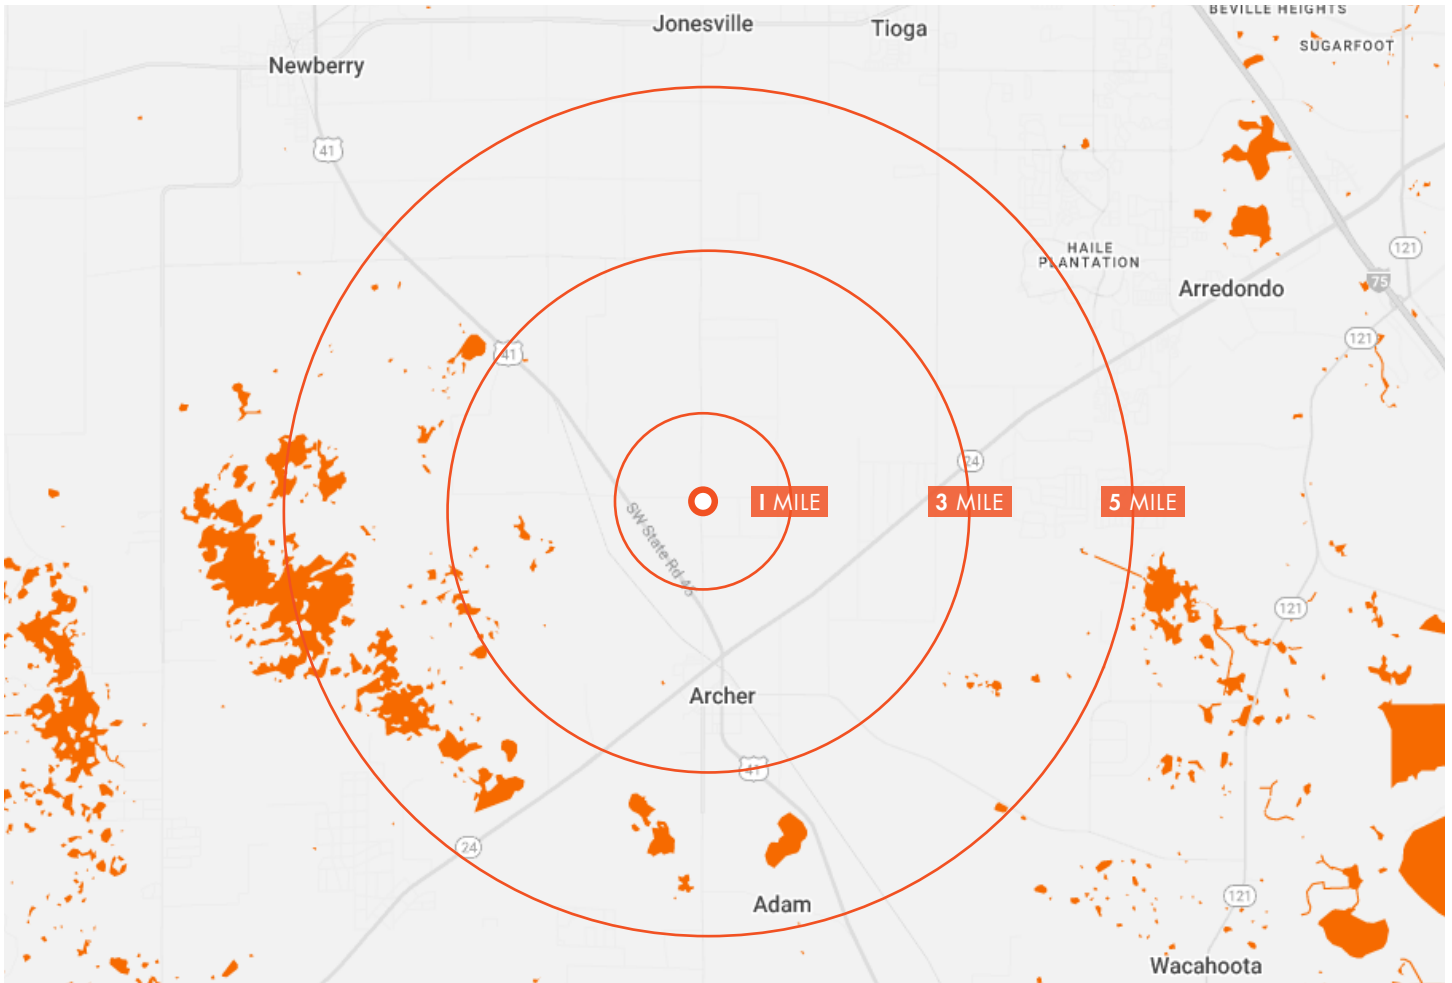 BEVILLE HEIGHTS
Jonesville
Tioga
SUGARFOOT
Newberry
41
HAILE
PLANTATION
121
75
Arredondo
121
41
24
1 MILE
3 MILE
5 MILE
SW State Rd 45
121
Archer
41
24
121
Adam
Wacahoota